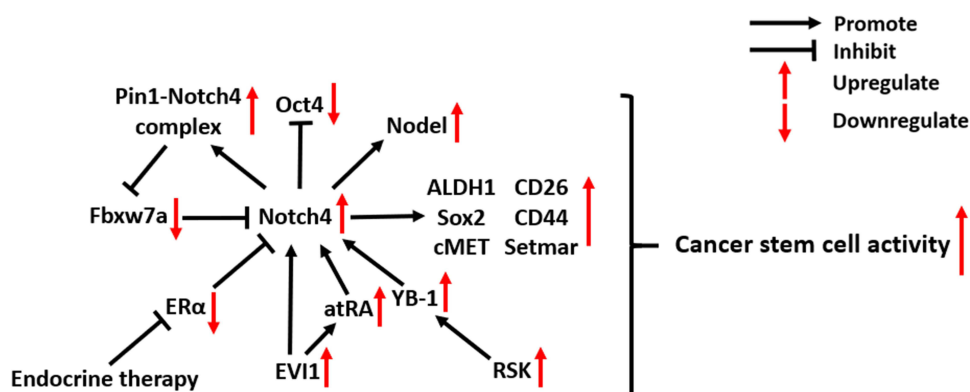 Promote
Inhibit
Upregulate
Downregulate
Pin1-Notch4
complex
Oct4
Nodel
ALDH1 CD26
Fbxw7a Notch4 Sox2 CD44
cMET Setmar
Cancer stem cell activity
ERα atRA YB-1
Endocrine therapy EVI1 RSK